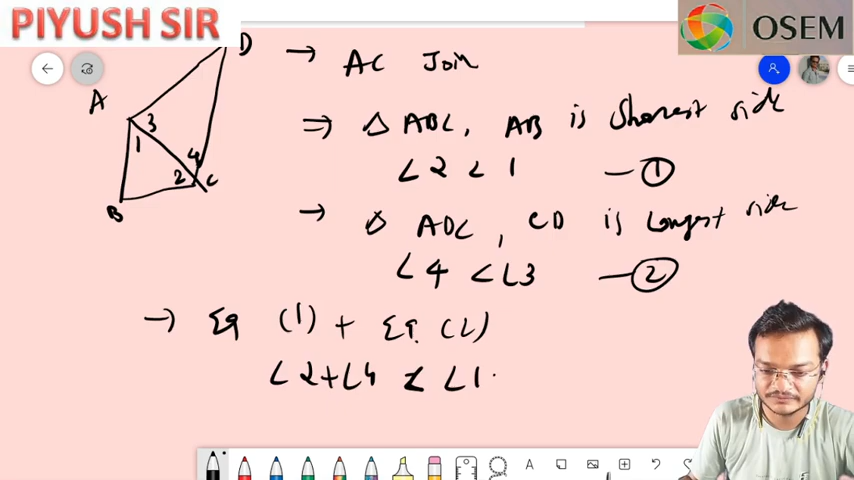 PIYUSH SIR
OSEM
D → AC Join
A
3
1
4
2 C
B
⇒ △ ABC, AB is shortest side
∠2 < 1 — ①
→ △ ADC, CD is Longest side
∠4 < ∠3 — ②
→ Eq (1) + Eq. (2)
∠2+∠4 < ∠1
A